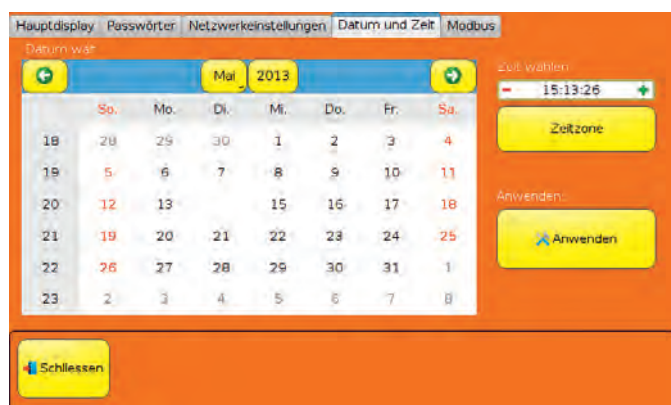 Hauptdisplay Passwörter Netzwerkeinstellungen Datum und Zeit Modbus
Datum wät
Zeit wählen
Mai 2013
15:13:26
So. Mo. Di. Mi. Do. Fr. Sa.
Zeitzone
18 28 29 30 1 2 3 4
19 5 6 7 8 9 10 11
20 12 13 15 16 17 18
Anwenden:
21 19 20 21 22 23 24 25
Anwenden
22 26 27 28 29 30 31 1
23 2 3 4 5 6 7 8
Schliessen